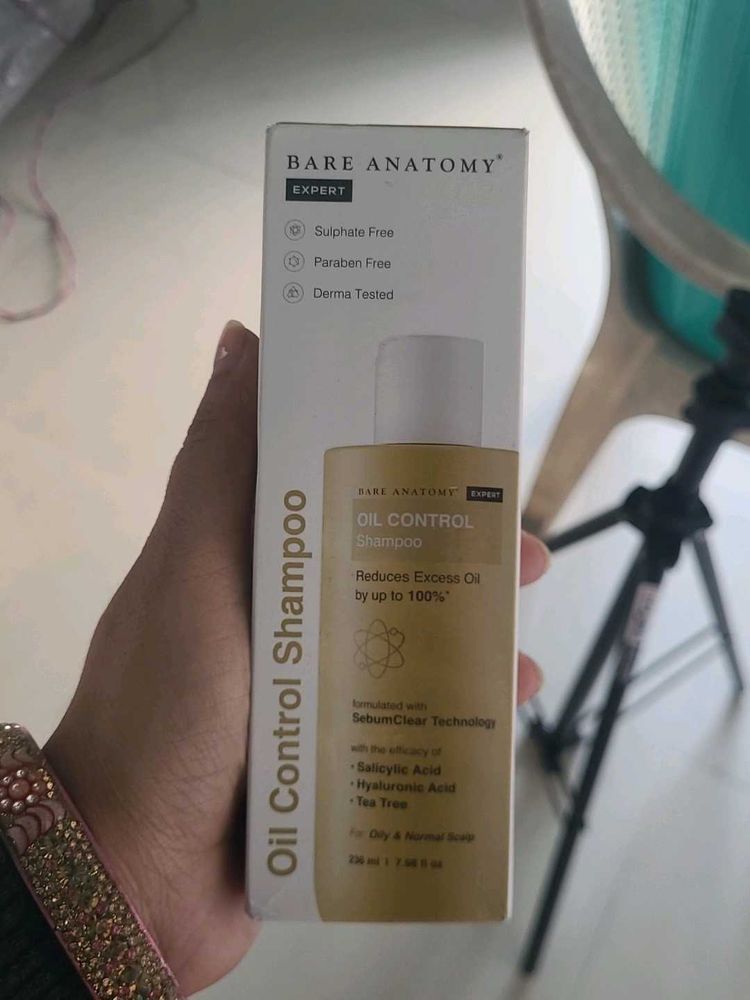 BARE ANATOMY®
EXPERT
Sulphate Free
Paraben Free
Derma Tested
Oil Control Shampoo
BARE ANATOMY®
EXPERT
OIL CONTROL
Shampoo
Reduces Excess Oil
by up to 100%*
formulated with
SebumClear Technology
with the efficacy of
• Salicylic Acid
• Hyaluronic Acid
• Tea Tree
For Oily & Normal Scalp
236 ml | 7.98 fl oz